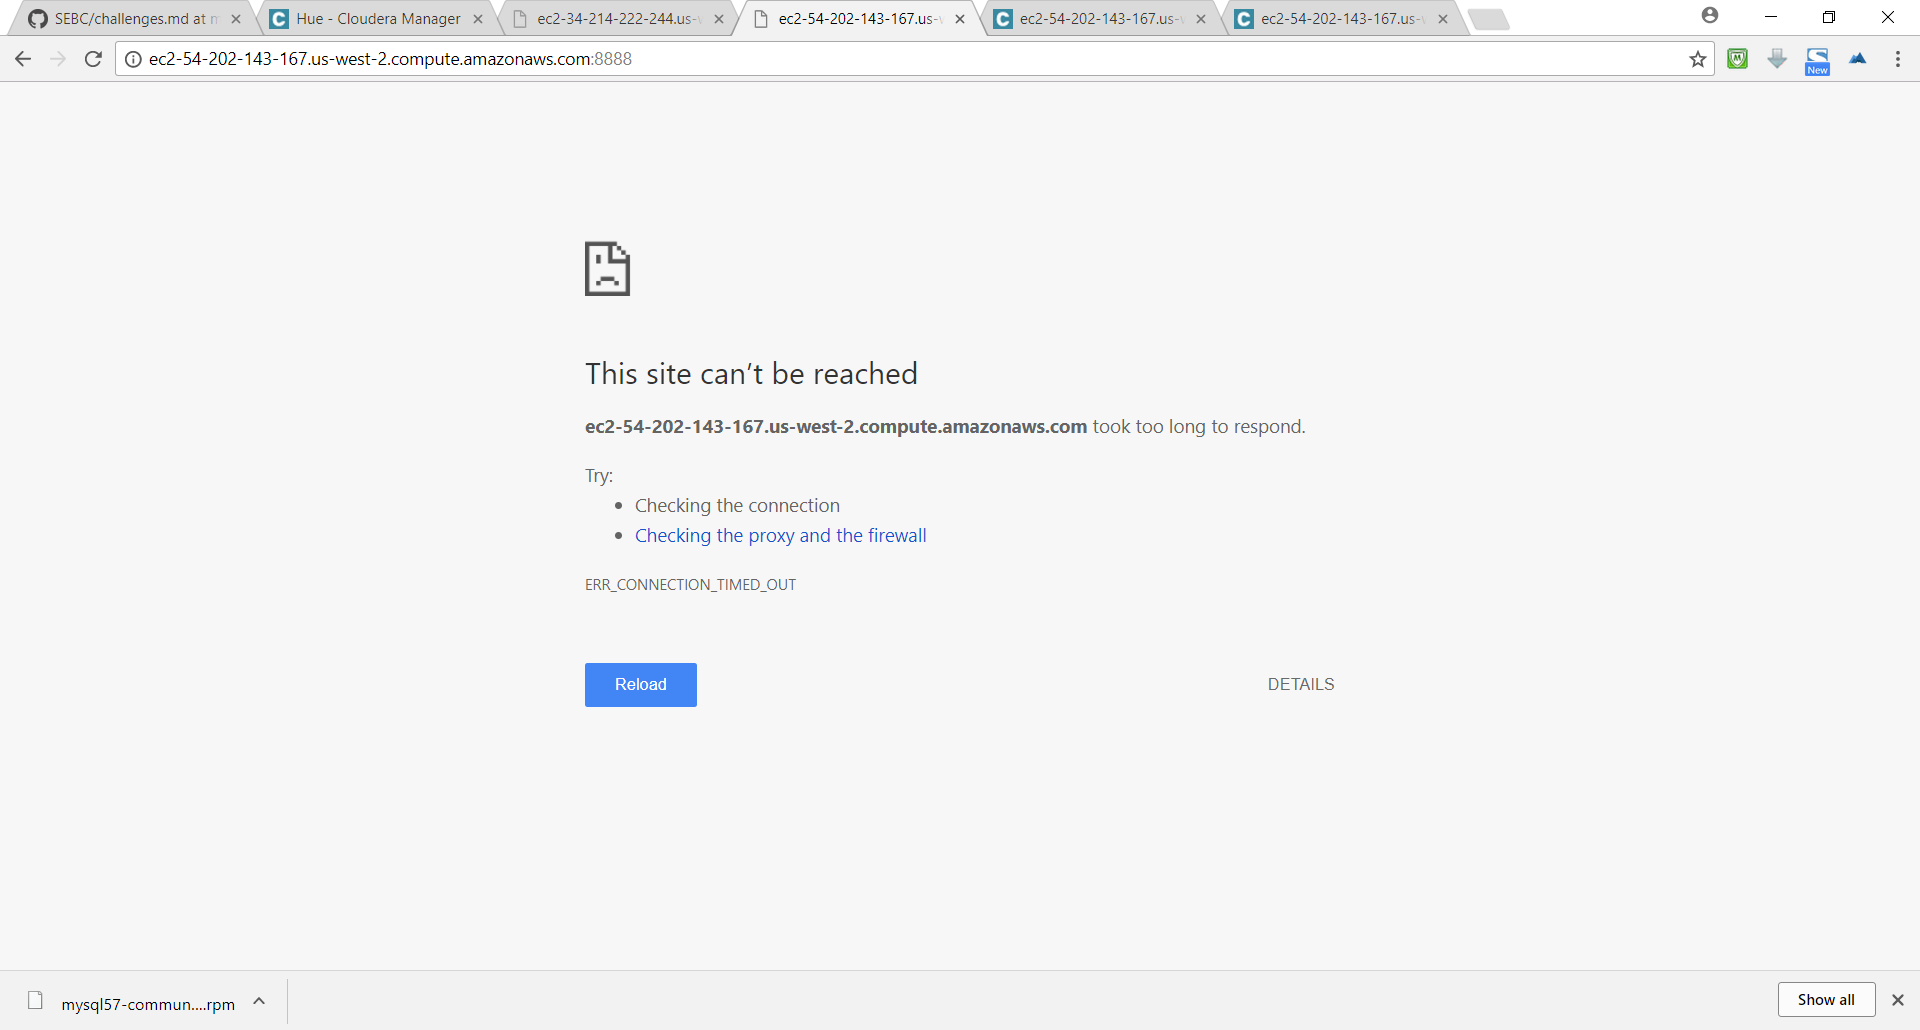 SEBC/challenges.md at m
Hue - Cloudera Manager
ec2-34-214-222-244.us-w
ec2-54-202-143-167.us-w
ec2-54-202-143-167.us-w
ec2-54-202-143-167.us-w
ec2-54-202-143-167.us-west-2.compute.amazonaws.com:8888
New
This site can’t be reached
ec2-54-202-143-167.us-west-2.compute.amazonaws.com took too long to respond.
Try:
Checking the connection
Checking the proxy and the firewall
ERR_CONNECTION_TIMED_OUT
Reload
DETAILS
mysql57-commun....rpm
Show all